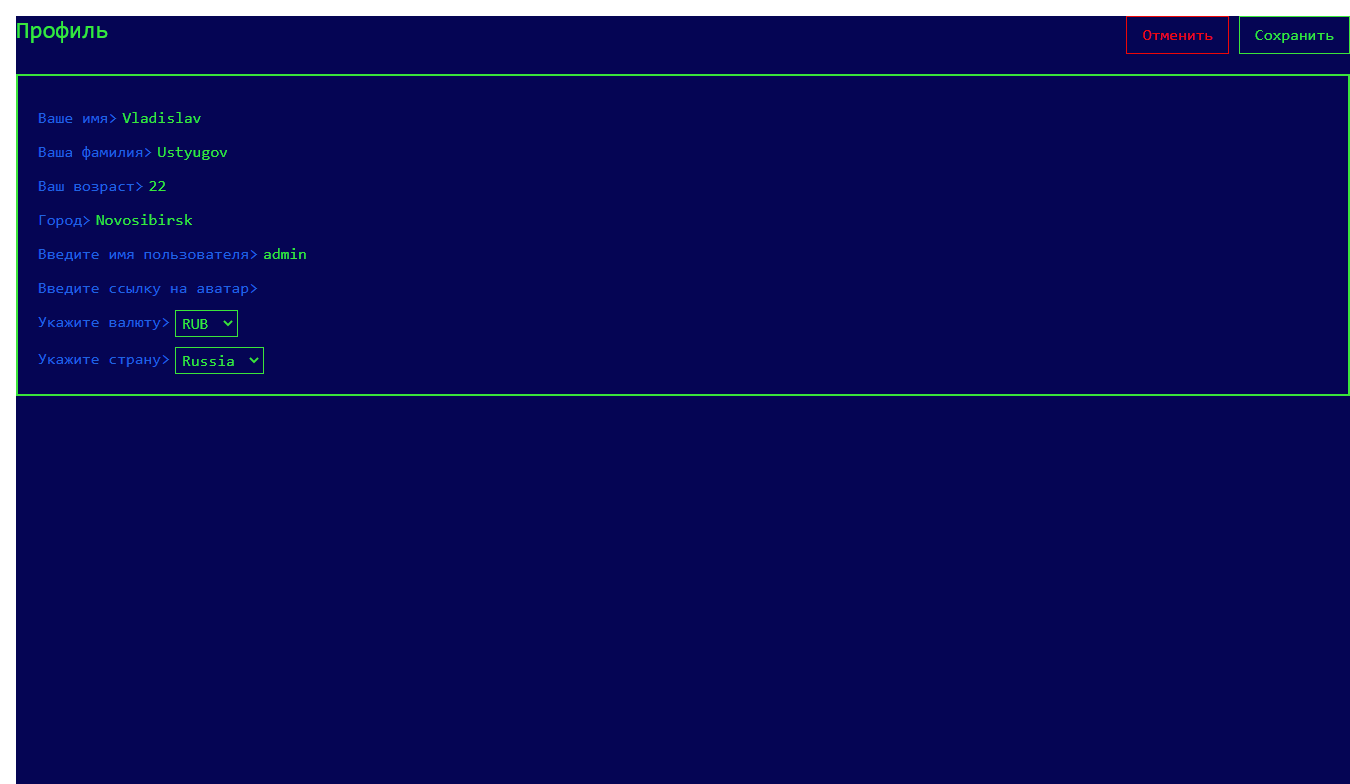 Профиль
Отменить Сохранить
Ваше имя> Vladislav
Ваша фамилия> Ustyugov
Ваш возраст> 22
Город> Novosibirsk
Введите имя пользователя> admin
Введите ссылку на аватар>
Укажите валюту> RUB
Укажите страну> Russia